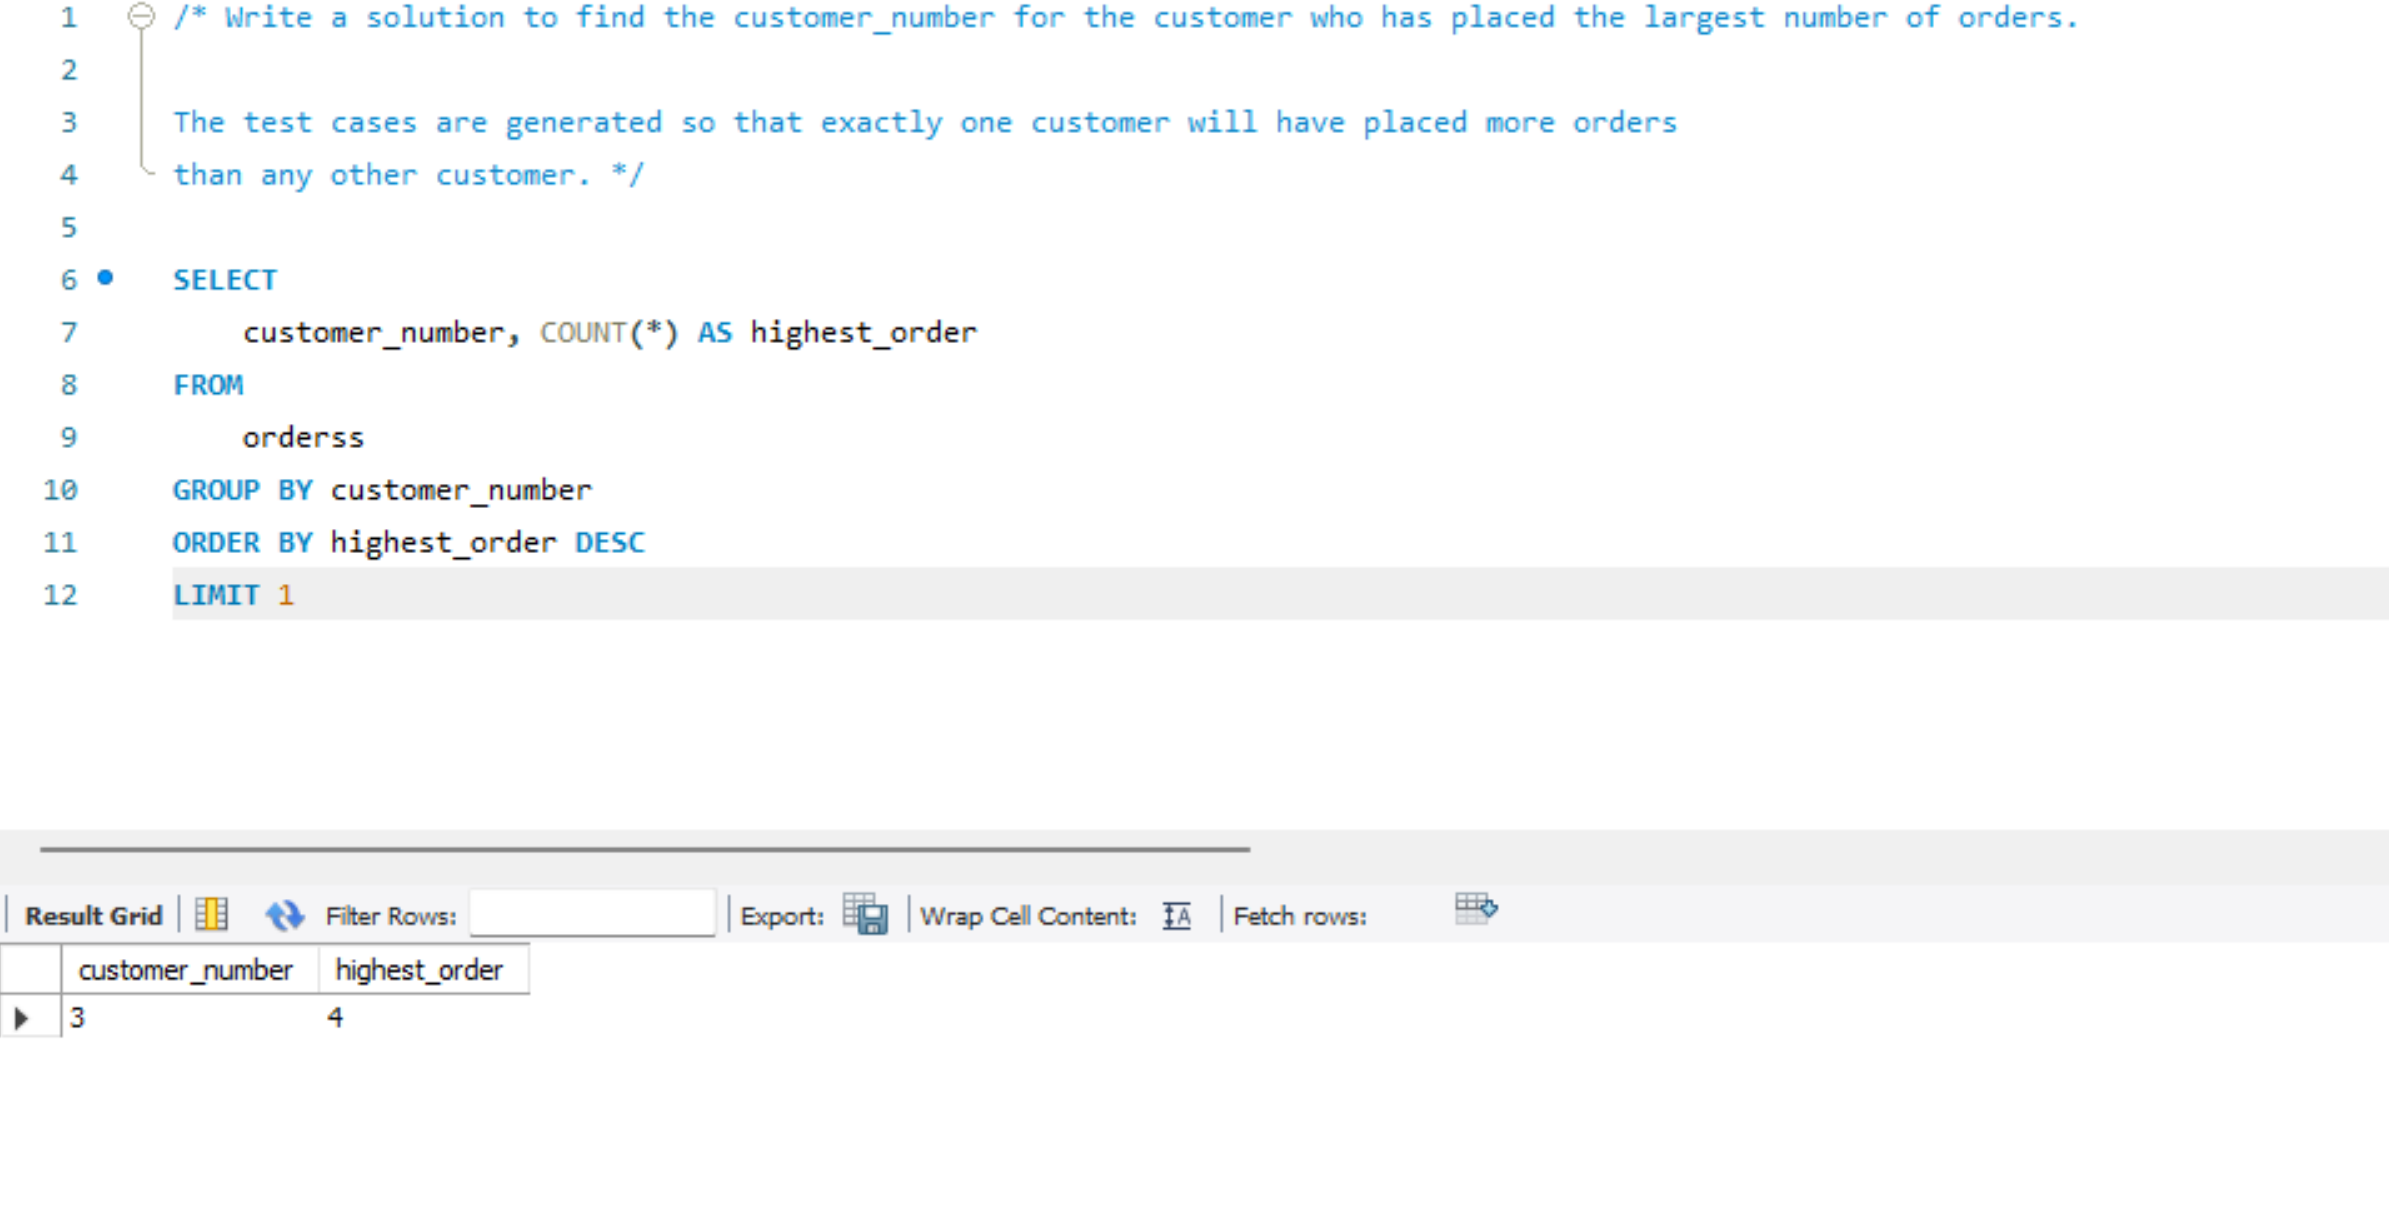 1 /* Write a solution to find the customer_number for the customer who has placed the largest number of orders.
2
3 The test cases are generated so that exactly one customer will have placed more orders
4 than any other customer. */
5
6 SELECT
7 customer_number, COUNT(*) AS highest_order
8 FROM
9 orderss
10 GROUP BY customer_number
11 ORDER BY highest_order DESC
12 LIMIT 1
Result Grid Filter Rows: Export: Wrap Cell Content: Fetch rows:
customer_number highest_order
3 4